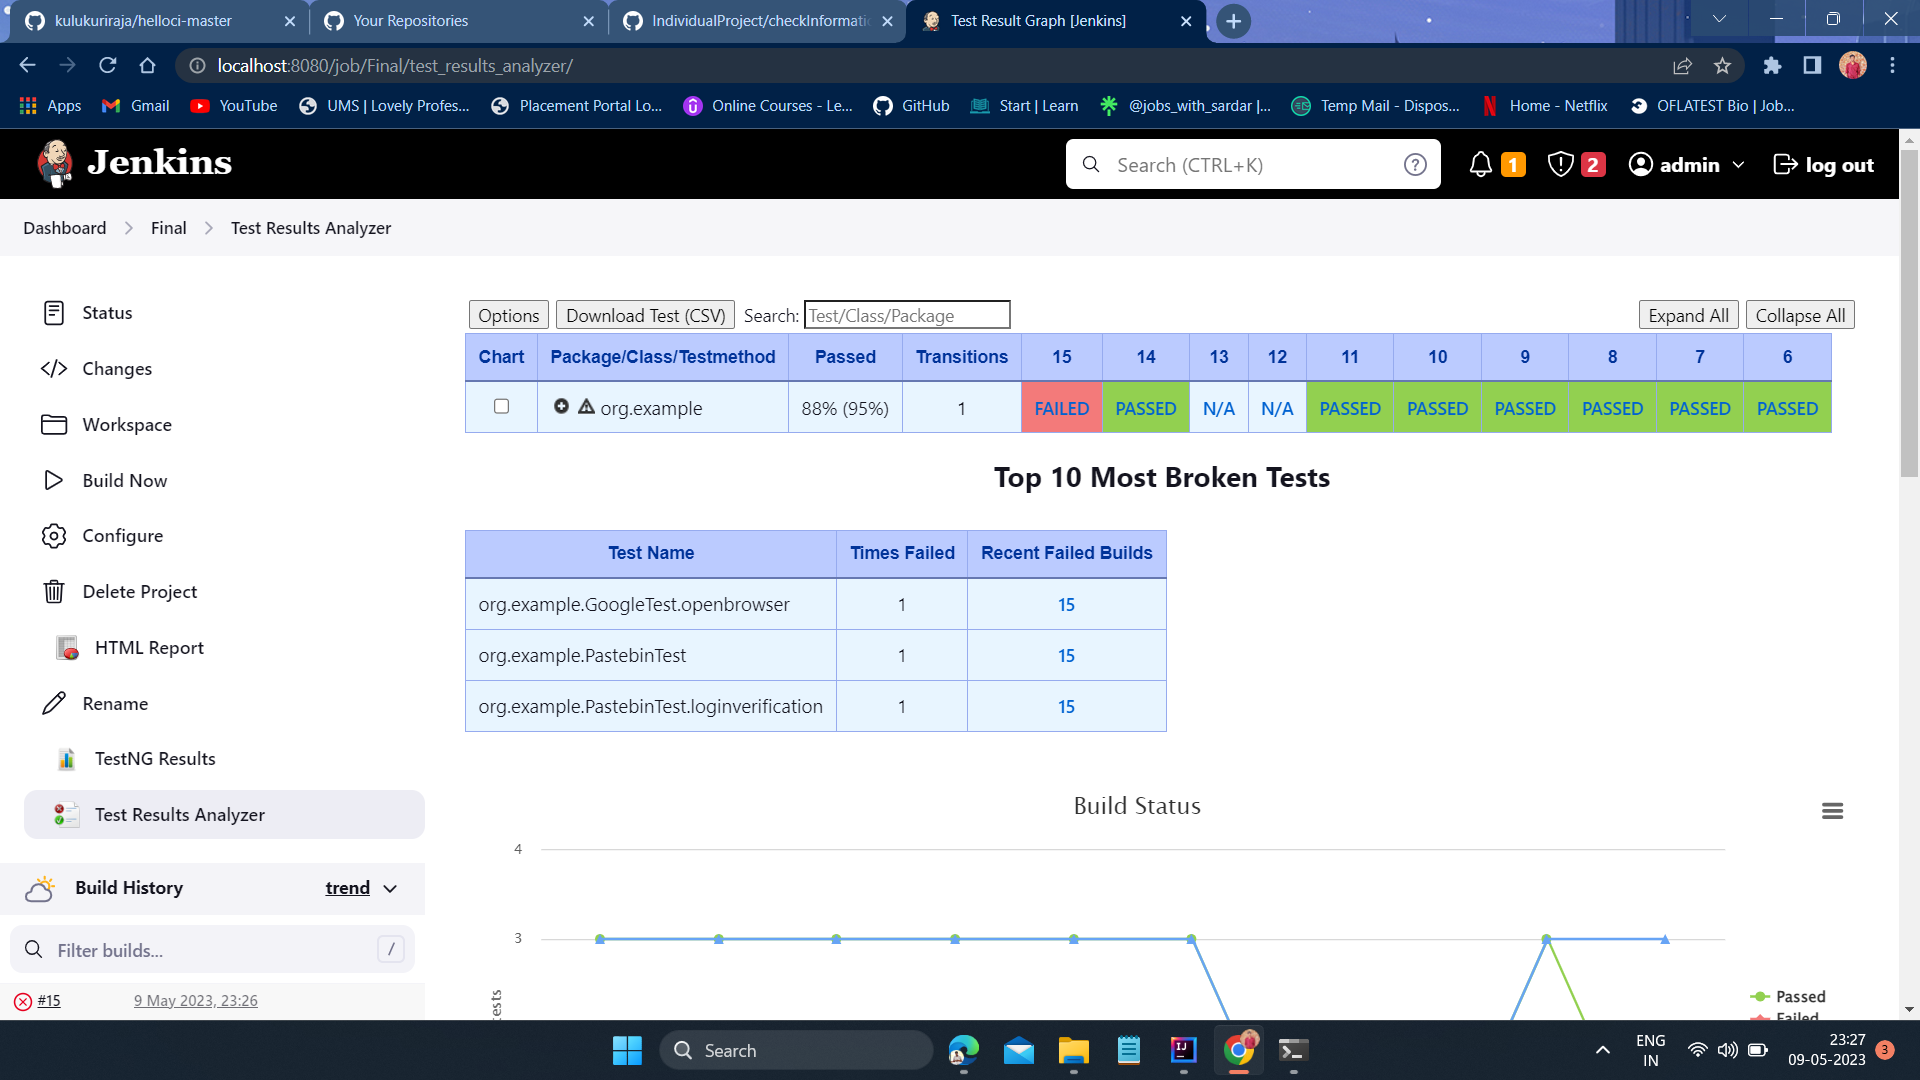 kulukuriraja/helloci-master
Your Repositories
IndividualProject/checkInformatic
Test Result Graph [Jenkins]
localhost:8080/job/Final/test_results_analyzer/
Apps
Gmail
YouTube
UMS | Lovely Profes...
Placement Portal Lo...
Online Courses - Le...
GitHub
Start | Learn
@jobs_with_sardar |...
Temp Mail - Dispos...
Home - Netflix
OFLATEST Bio | Job...
Jenkins
Search (CTRL+K)
1
2
admin
log out
Dashboard
Final
Test Results Analyzer
Status
Changes
Workspace
Build Now
Configure
Delete Project
HTML Report
Rename
TestNG Results
Test Results Analyzer
Build History
trend
Filter builds...
/
#15
9 May 2023, 23:26
Options
Download Test (CSV)
Search:
Test/Class/Package
Expand All
Collapse All
Chart Package/Class/Testmethod Passed Transitions 15 14 13 12 11 10 9 8 7 6
org.example 88% (95%) 1 FAILED PASSED N/A N/A PASSED PASSED PASSED PASSED PASSED PASSED
Top 10 Most Broken Tests
Test Name Times Failed Recent Failed Builds
org.example.GoogleTest.openbrowser 1 15
org.example.PastebinTest 1 15
org.example.PastebinTest.loginverification 1 15
Build Status
4
3
Passed
Failed
Search
ENG
IN
23:27
09-05-2023
3